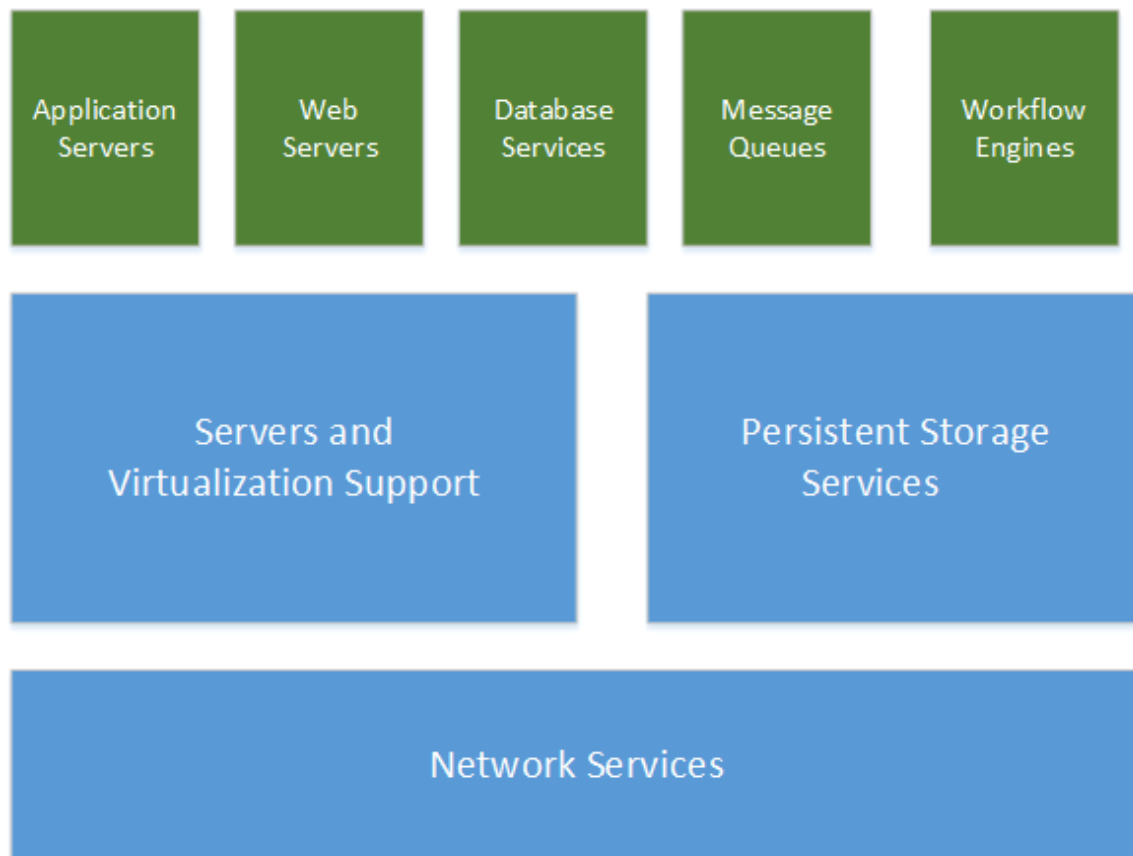 Application
Servers
Web
Servers
Database
Services
Message
Queues
Workflow
Engines
Servers and
Virtualization Support
Persistent Storage
Services
Network Services